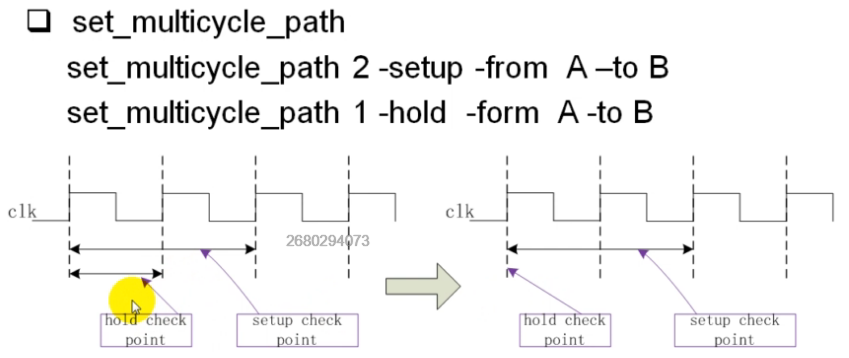 ❑ set_multicycle_path
set_multicycle_path 2 -setup -from A –to B
set_multicycle_path 1 -hold -form A -to B
clk
2680294073
hold check
point
setup check
point
clk
hold check
point
setup check
point